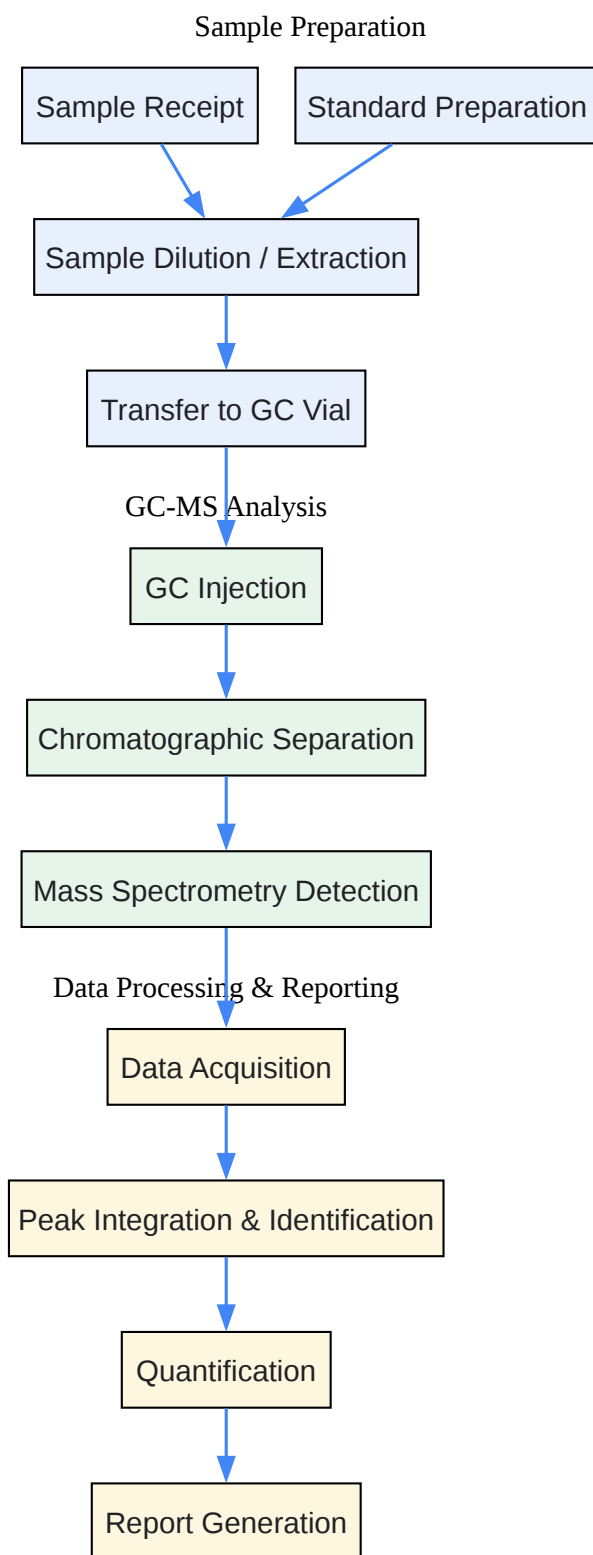 Sample Preparation
Sample Receipt
Standard Preparation
Sample Dilution / Extraction
Transfer to GC Vial
GC-MS Analysis
GC Injection
Chromatographic Separation
Mass Spectrometry Detection
Data Processing & Reporting
Data Acquisition
Peak Integration & Identification
Quantification
Report Generation